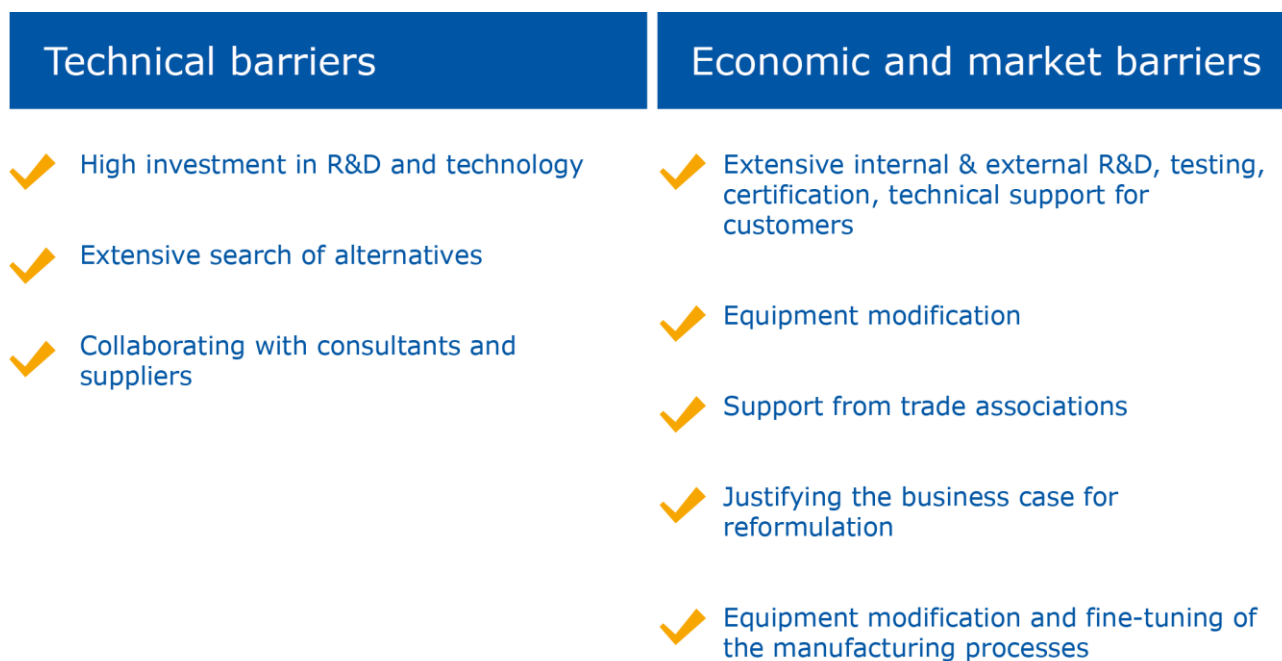 Technical barriers
High investment in R&D and technology
Extensive search of alternatives
Collaborating with consultants and
suppliers
Economic and market barriers
Extensive internal & external R&D, testing,
certification, technical support for
customers
Equipment modification
Support from trade associations
Justifying the business case for
reformulation
Equipment modification and fine-tuning of
the manufacturing processes